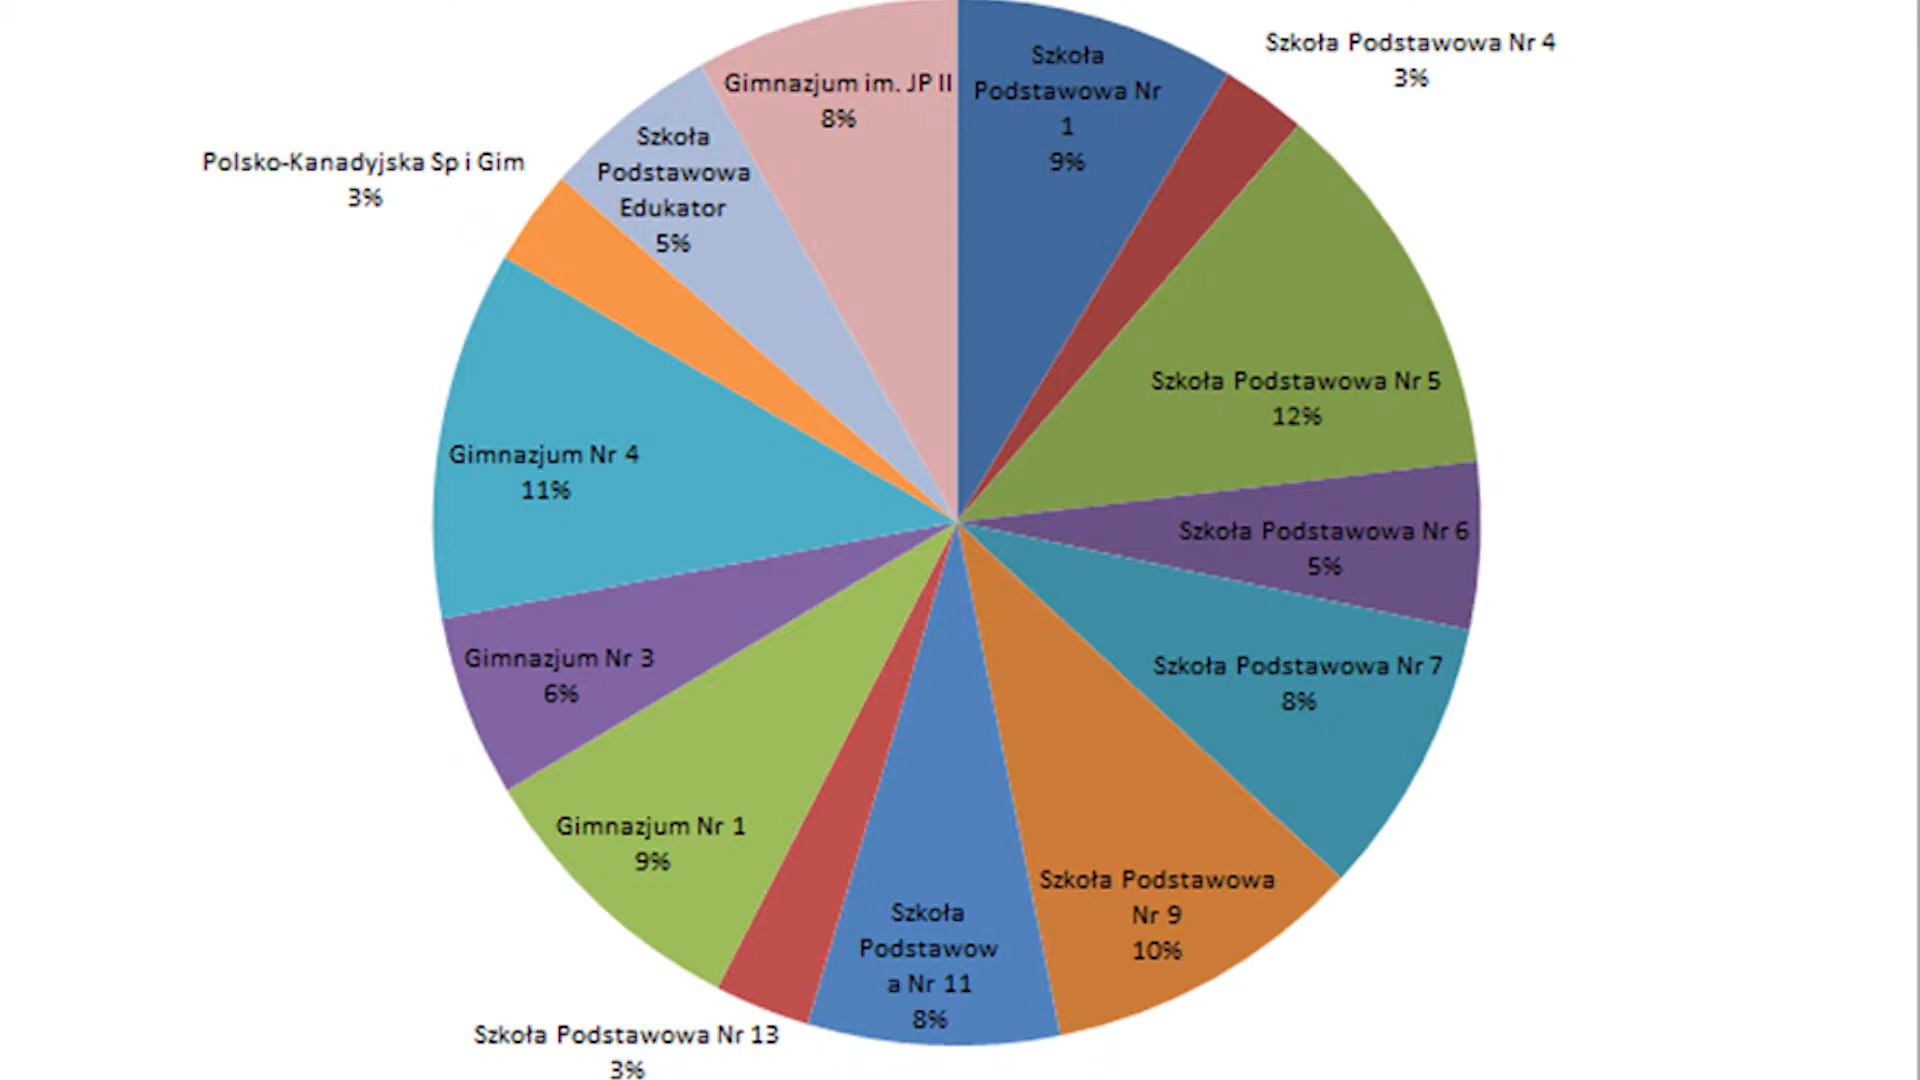 Szkoła
Podstawowa Nr
1
9%
Szkoła Podstawowa Nr 4
3%
Szkoła Podstawowa Nr 5
12%
Szkoła Podstawowa Nr 6
5%
Szkoła Podstawowa Nr 7
8%
Szkoła Podstawowa
Nr 9
10%
Szkoła
Podstawow
a Nr 11
8%
Szkoła Podstawowa Nr 13
3%
Gimnazjum Nr 1
9%
Gimnazjum Nr 3
6%
Gimnazjum Nr 4
11%
Polsko-Kanadyjska Sp i Gim
3%
Szkoła
Podstawowa
Edukator
5%
Gimnazjum im. JP II
8%